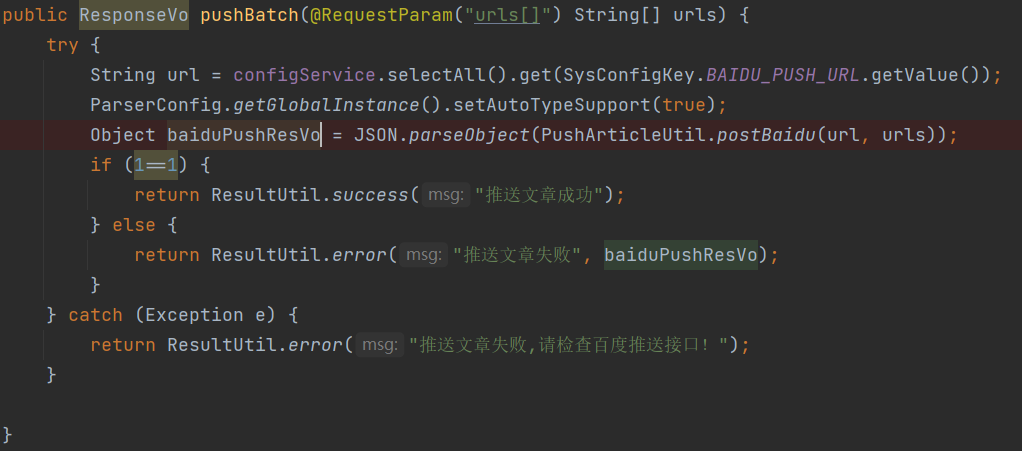 public ResponseVo pushBatch(@RequestParam("urls[]") String[] urls) {
try {
String url = configService.selectAll().get(SysConfigKey.BAIDU_PUSH_URL.getValue());
ParserConfig.getGlobalInstance().setAutoTypeSupport(true);
Object baiduPushResVo = JSON.parseObject(PushArticleUtil.postBaidu(url, urls));
if (1==1) {
return ResultUtil.success( msg: "推送文章成功");
} else {
return ResultUtil.error( msg: "推送文章失败", baiduPushResVo);
}
} catch (Exception e) {
return ResultUtil.error( msg: "推送文章失败,请检查百度推送接口！");
}
}